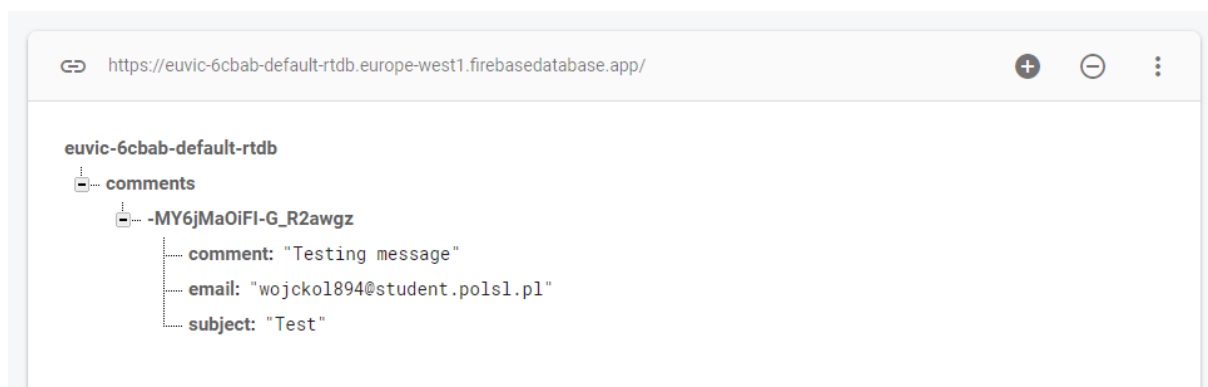 https://euvic-6cbab-default-rtdb.europe-west1.firebasedatabase.app/
euvic-6cbab-default-rtdb
comments
-MY6jMaOiFI-G_R2awgz
comment: "Testing message"
email: "wojckol894@student.polsl.pl"
subject: "Test"